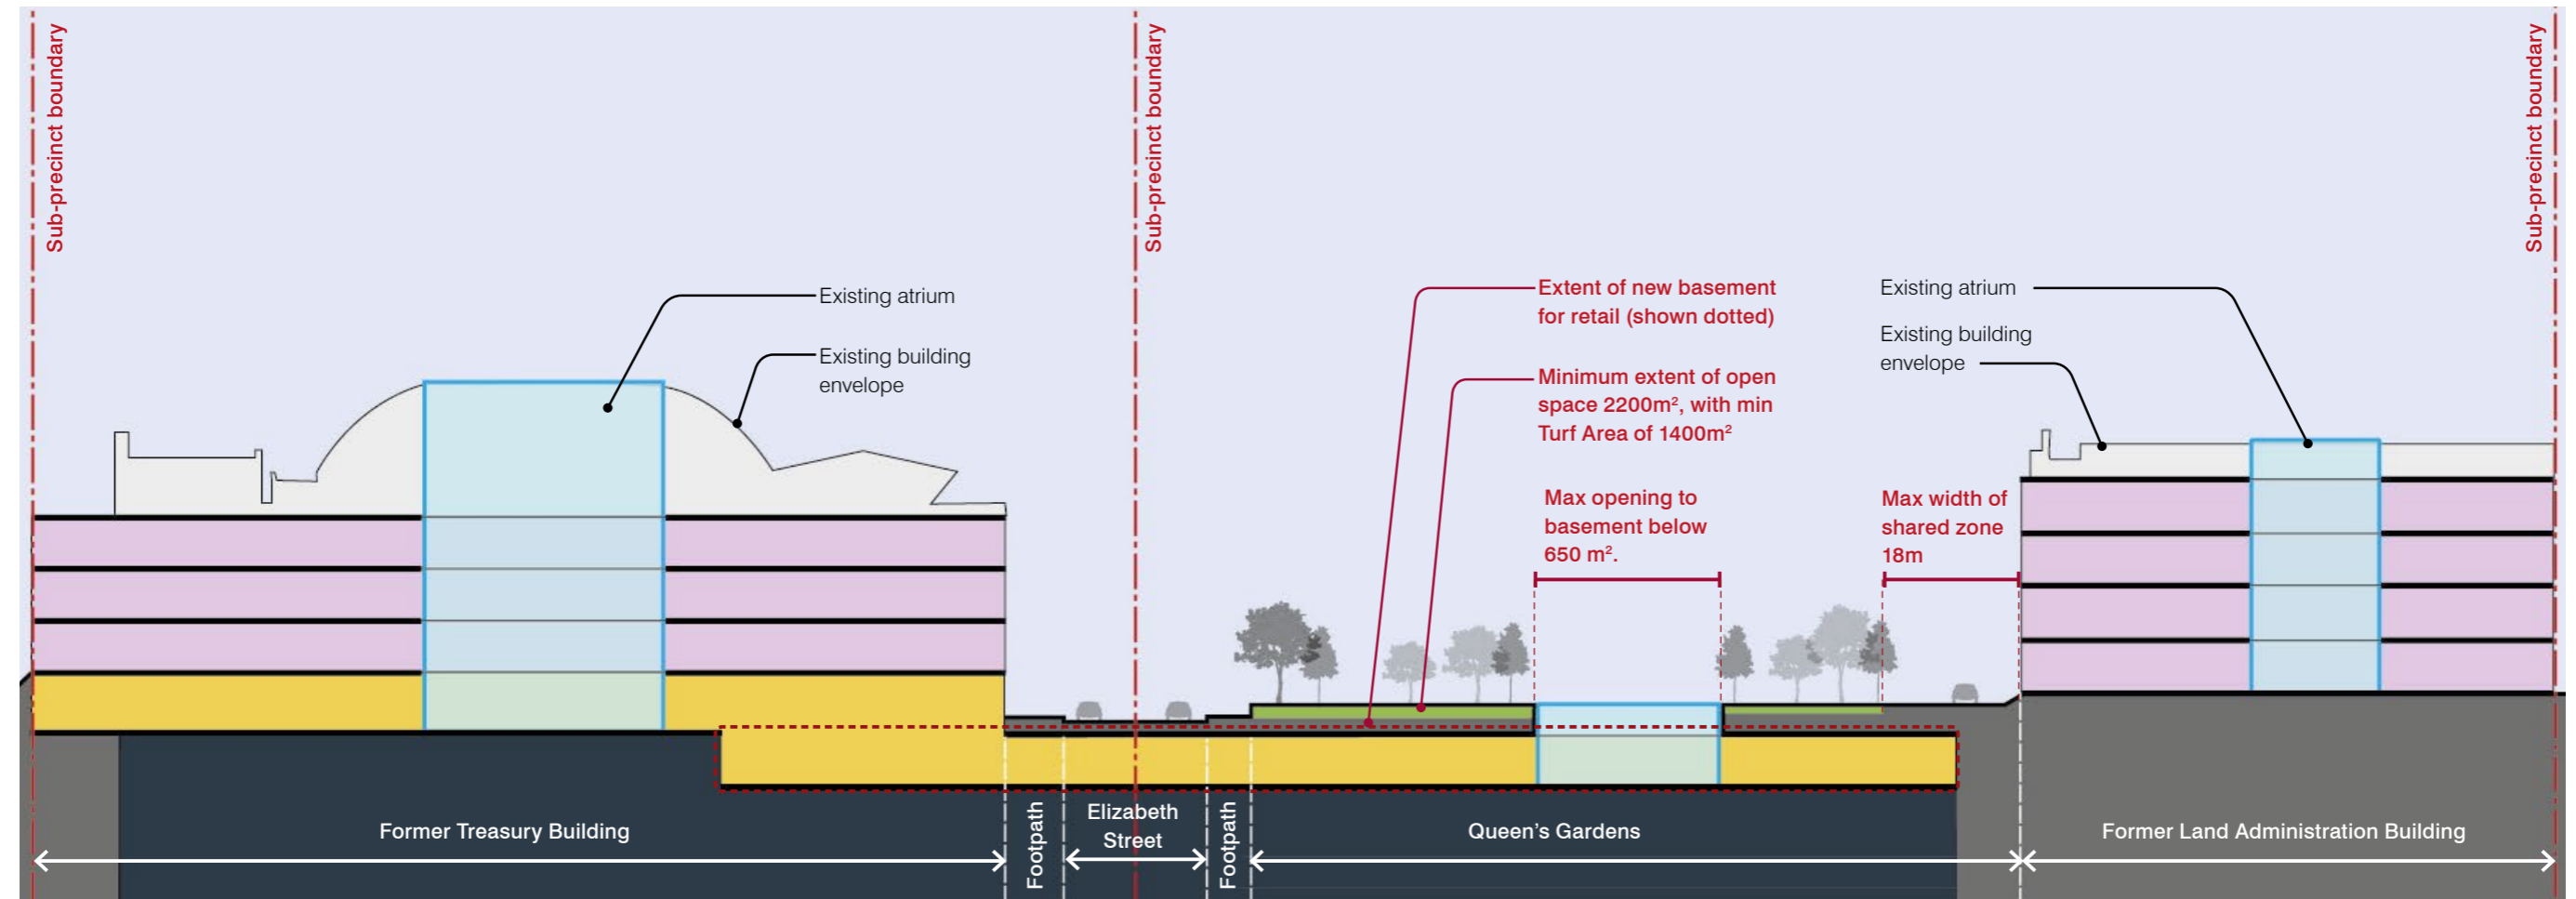 Sub-precinct boundary
Sub-precinct boundary
Sub-precinct boundary
Existing atrium
Existing building
envelope
Extent of new basement
for retail (shown dotted)
Minimum extent of open
space 2200m², with min
Turf Area of 1400m²
Max opening to
basement below
650 m².
Existing atrium
Existing building
envelope
Max width of
shared zone
18m
Former Treasury Building
Footpath
Elizabeth
Street
Footpath
Queen's Gardens
Former Land Administration Building